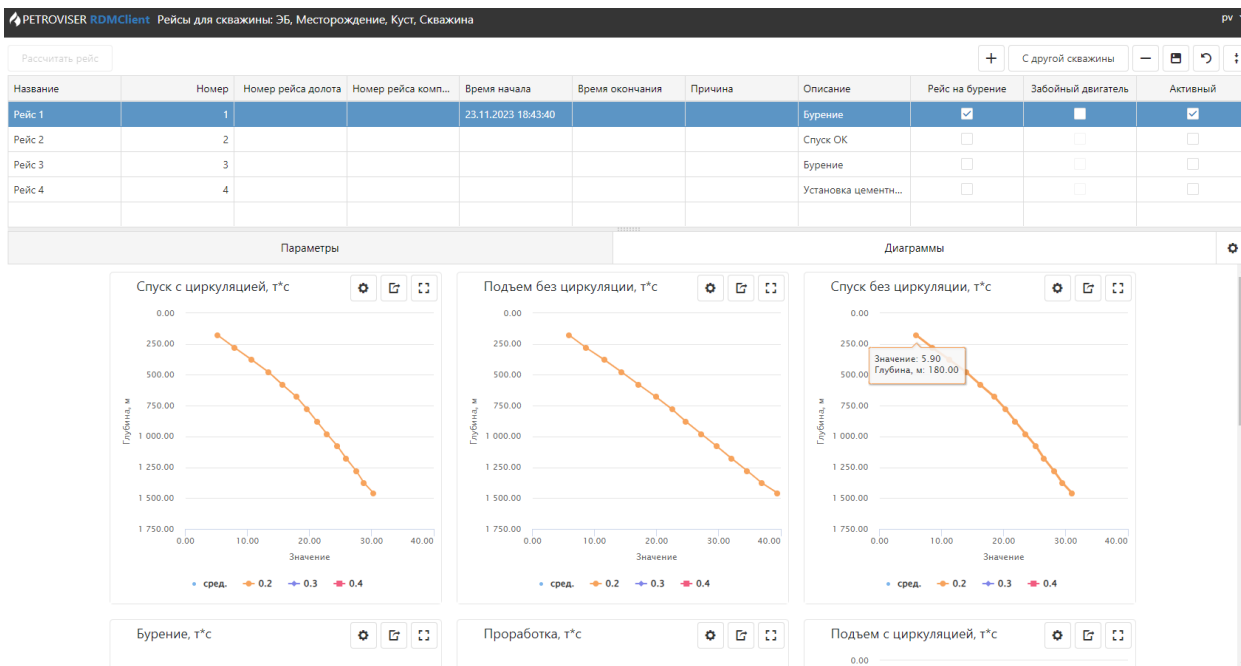 PETROVISER RDMClient Рейсы для скважины: ЭБ, Месторождение, Куст, Скважина pv
Рассчитать рейс С другой скважины
Название Номер Номер рейса долота Номер рейса комп... Время начала Время окончания Причина Описание Рейс на бурение Забойный двигатель Активный
Рейс 1 1 23.11.2023 18:43:40 Бурение
Рейс 2 2 Спуск ОК
Рейс 3 3 Бурение
Рейс 4 4 Установка цементн...
Параметры Диаграммы
Спуск с циркуляцией, т*с
0.00
250.00
500.00
750.00
1 000.00
1 250.00
1 500.00
1 750.00
Глубина, м
0.00 10.00 20.00 30.00 40.00
Значение
сред. 0.2 0.3 0.4
Подъем без циркуляции, т*с
0.00
250.00
500.00
750.00
1 000.00
1 250.00
1 500.00
1 750.00
Глубина, м
0.00 10.00 20.00 30.00 40.00
Значение
сред. 0.2 0.3 0.4
Спуск без циркуляции, т*с
0.00
250.00
500.00
750.00
1 000.00
1 250.00
1 500.00
1 750.00
Глубина, м
Значение: 5.90
Глубина, м: 180.00
0.00 10.00 20.00 30.00 40.00
Значение
сред. 0.2 0.3 0.4
Бурение, т*с
Проработка, т*с
Подъем с циркуляцией, т*с
0.00